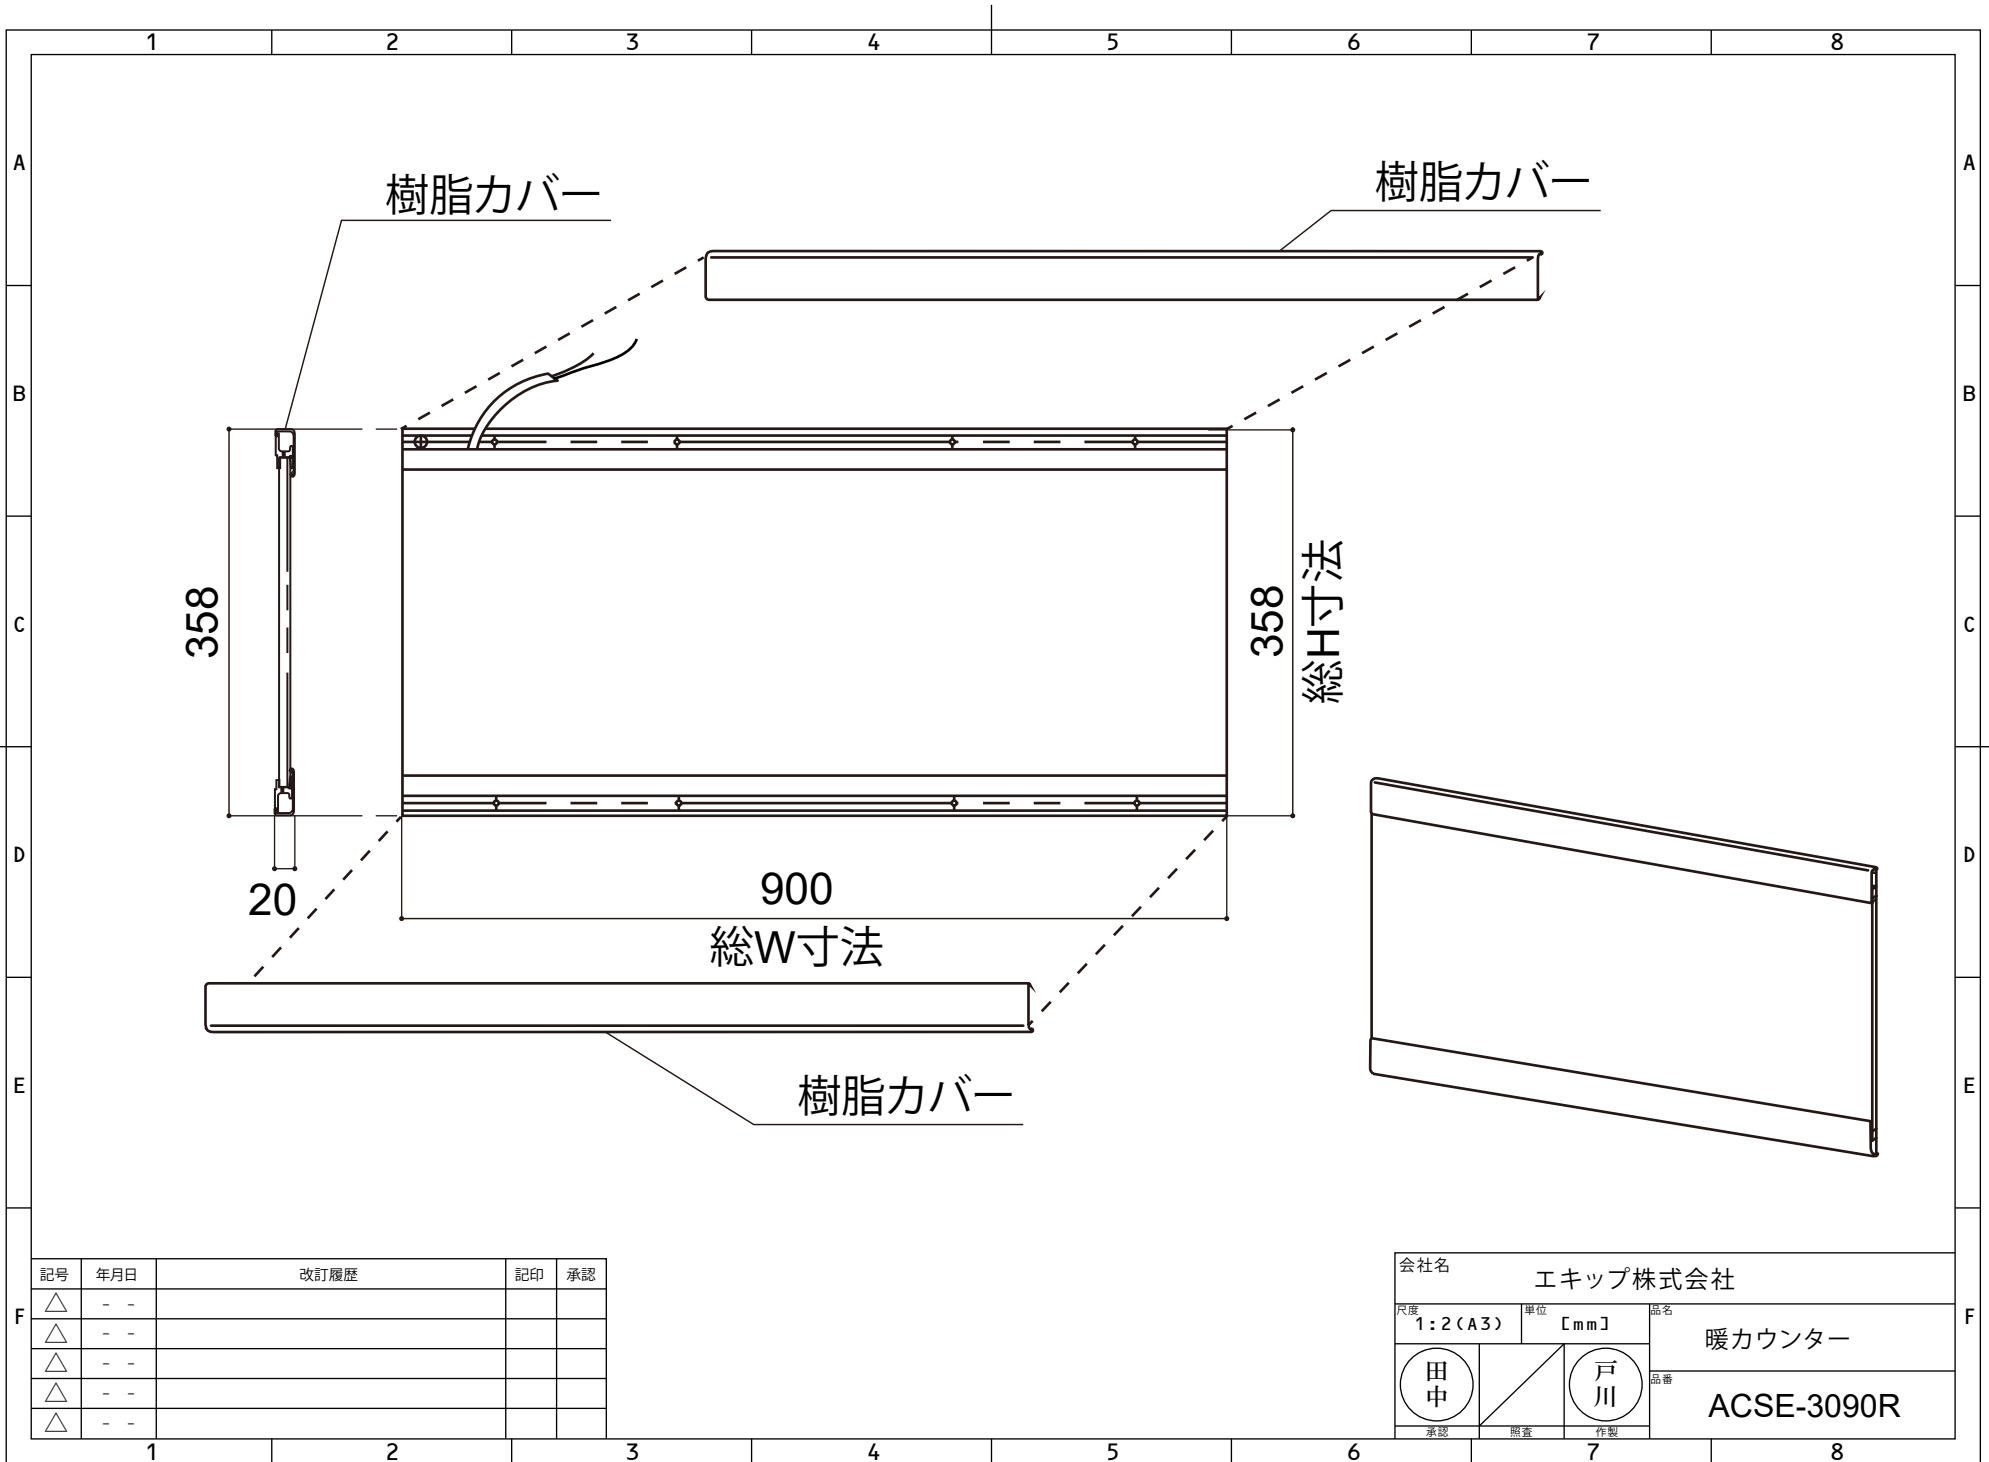 1 2 3 4 5 6 7 8
A A
樹脂カバー
樹脂カバー
B B
C C
358
358
総H寸法
D D
20
900
総W寸法
樹脂カバー
E E
記号 年月日 改訂履歴 記印 承認
△ - -
△ - -
△ - -
△ - -
△ - -
F F
会社名
エキップ株式会社
尺度 1:2(A3) 単位 [mm]
品名
暖カウンター
田中 戸川
品番
ACSE-3090R
承認 照査 作製
1 2 3 4 5 6 7 8